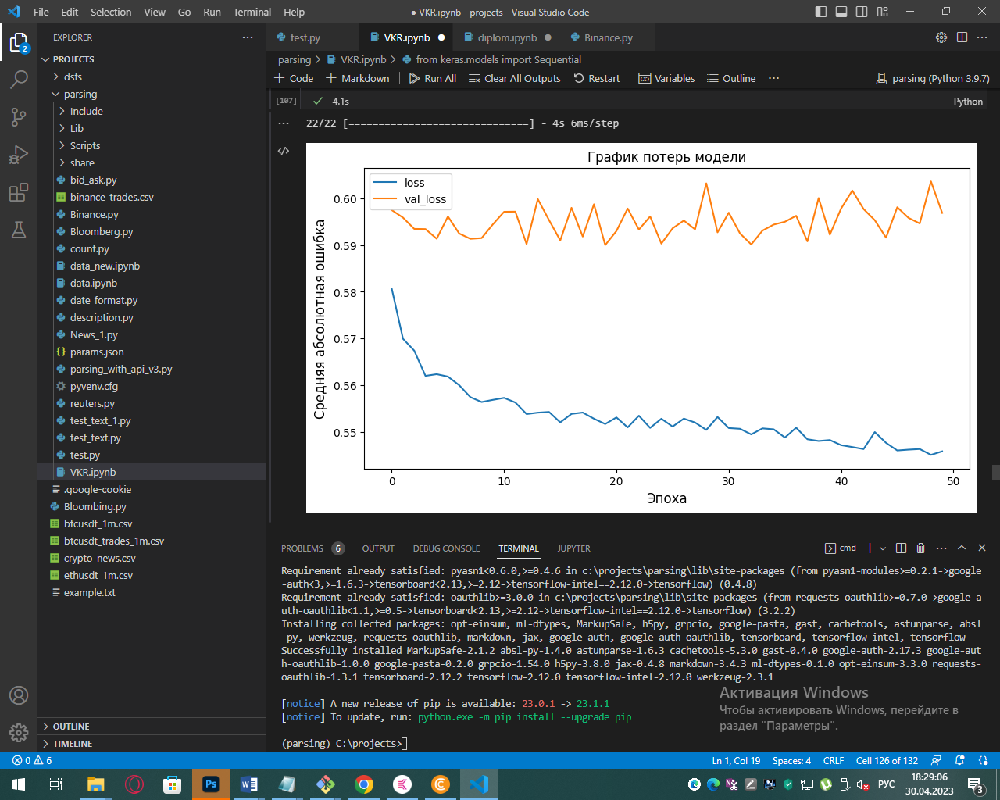 File Edit Selection View Go Run Terminal Help
● VKR.ipynb - projects - Visual Studio Code
EXPLORER
PROJECTS
dsfs
parsing
Include
Lib
Scripts
share
bid_ask.py
binance_trades.csv
Binance.py
Bloomberg.py
count.py
data_new.ipynb
data.ipynb
date_format.py
description.py
News_1.py
params.json
parsing_with_api_v3.py
pyvenv.cfg
reuters.py
test_text_1.py
test_text.py
test.py
VKR.ipynb
.google-cookie
Bloombing.py
btcusdt_1m.csv
btcusdt_trades_1m.csv
crypto_news.csv
ethusdt_1m.csv
example.txt
OUTLINE
TIMELINE
2
test.py VKR.ipynb diplom.ipynb Binance.py
parsing > VKR.ipynb > from keras.models import Sequential
+ Code + Markdown Run All Clear All Outputs Restart Variables Outline ··· parsing (Python 3.9.7)
[107] 4.1s Python
22/22 [==============================] - 4s 6ms/step
График потерь модели
loss
val_loss
Средняя абсолютная ошибка
0.60
0.59
0.58
0.57
0.56
0.55
0 10 20 30 40 50
Эпоха
PROBLEMS 6 OUTPUT DEBUG CONSOLE TERMINAL JUPYTER cmd
Requirement already satisfied: pyasn1<0.6.0,>=0.4.6 in c:\projects\parsing\lib\site-packages (from pyasn1-modules>=0.2.1->google
-auth<3,>=1.6.3->tensorboard<2.13,>=2.12->tensorflow-intel==2.12.0->tensorflow) (0.4.8)
Requirement already satisfied: oauthlib>=3.0.0 in c:\projects\parsing\lib\site-packages (from requests-oauthlib>=0.7.0->google-a
uth-oauthlib<1.1,>=0.5->tensorboard<2.13,>=2.12->tensorflow-intel==2.12.0->tensorflow) (3.2.2)
Installing collected packages: opt-einsum, ml-dtypes, MarkupSafe, h5py, grpcio, google-pasta, gast, cachetools, astunparse, absl
-py, werkzeug, requests-oauthlib, markdown, jax, google-auth, google-auth-oauthlib, tensorboard, tensorflow-intel, tensorflow
Successfully installed MarkupSafe-2.1.2 absl-py-1.4.0 astunparse-1.6.3 cachetools-5.3.0 gast-0.4.0 google-auth-2.17.3 google-aut
h-oauthlib-1.0.0 google-pasta-0.2.0 grpcio-1.54.0 h5py-3.8.0 jax-0.4.8 markdown-3.4.3 ml-dtypes-0.1.0 opt-einsum-3.3.0 requests-
oauthlib-1.3.1 tensorboard-2.12.2 tensorflow-2.12.0 tensorflow-intel-2.12.0 werkzeug-2.3.1
[notice] A new release of pip is available: 23.0.1 -> 23.1.1
[notice] To update, run: python.exe -m pip install --upgrade pip
(parsing) C:\projects>
Активация Windows
Чтобы активировать Windows, перейдите в
раздел "Параметры".
0 6 Ln 1, Col 19 Spaces: 4 CRLF Cell 126 of 132
Ps W РУС 18:29:06
30.04.2023
3